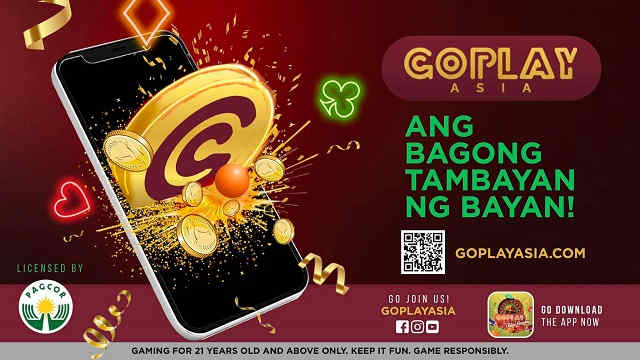 GOPLAY
ASIA
ANG
BAGONG
TAMBAYAN
NG BAYAN!
GOPLAYASIA.COM
LICENSED BY
PAGCOR
GO JOIN US!
GOPLAYASIA
GO DOWNLOAD
THE APP NOW
GAMING FOR 21 YEARS OLD AND ABOVE ONLY. KEEP IT FUN. GAME RESPONSIBLY.